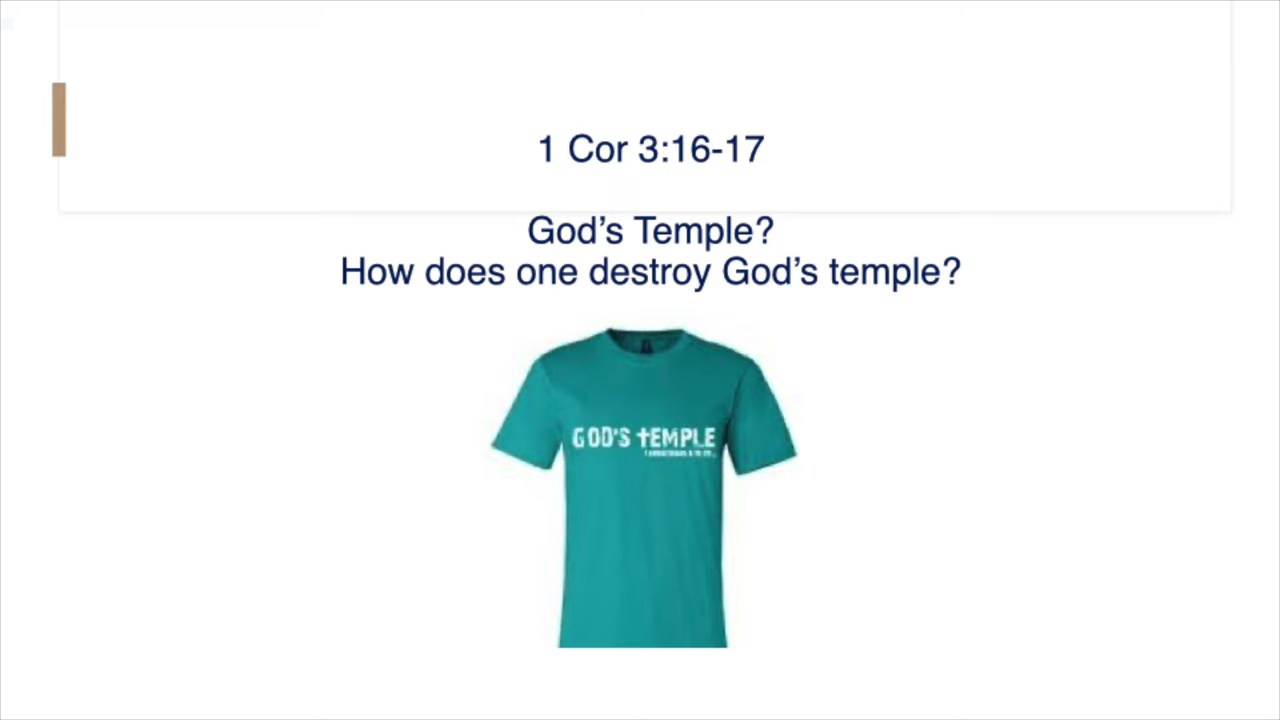 1 Cor 3:16-17
God’s Temple?
How does one destroy God’s temple?
GOD'S TEMPLE